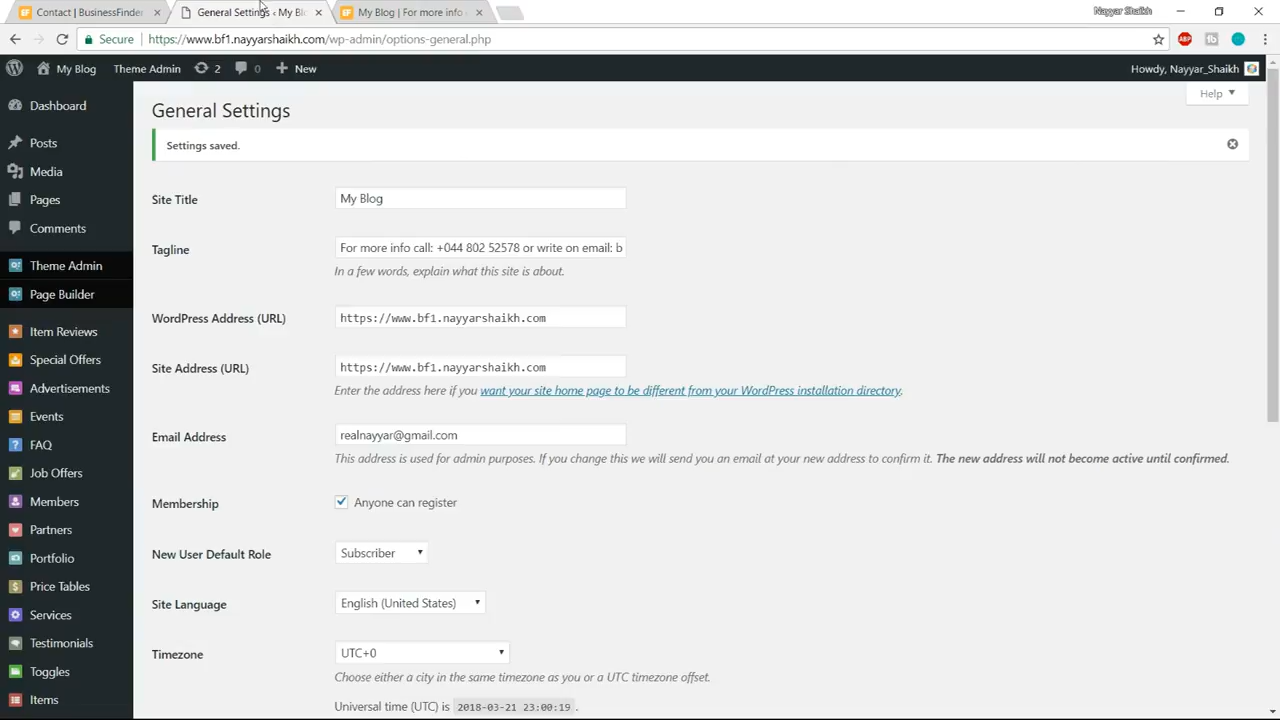 Contact | BusinessFinder
General Settings ‹ My Blo
My Blog | For more info
Nayyar Shaikh
Secure
https://www.bf1.nayyarshaikh.com/wp-admin/options-general.php
My Blog
Theme Admin
2
0
New
Howdy, Nayyar_Shaikh
Help
Dashboard
Posts
Media
Pages
Comments
Theme Admin
Page Builder
Item Reviews
Special Offers
Advertisements
Events
FAQ
Job Offers
Members
Partners
Portfolio
Price Tables
Services
Testimonials
Toggles
Items
General Settings
Settings saved.
Site Title
My Blog
Tagline
For more info call: +044 802 52578 or write on email: b
In a few words, explain what this site is about.
WordPress Address (URL)
https://www.bf1.nayyarshaikh.com
Site Address (URL)
https://www.bf1.nayyarshaikh.com
Enter the address here if you want your site home page to be different from your WordPress installation directory.
Email Address
realnayyar@gmail.com
This address is used for admin purposes. If you change this we will send you an email at your new address to confirm it. The new address will not become active until confirmed.
Membership
Anyone can register
New User Default Role
Subscriber
Site Language
English (United States)
Timezone
UTC+0
Choose either a city in the same timezone as you or a UTC timezone offset.
Universal time (UTC) is 2018-03-21 23:00:19 .